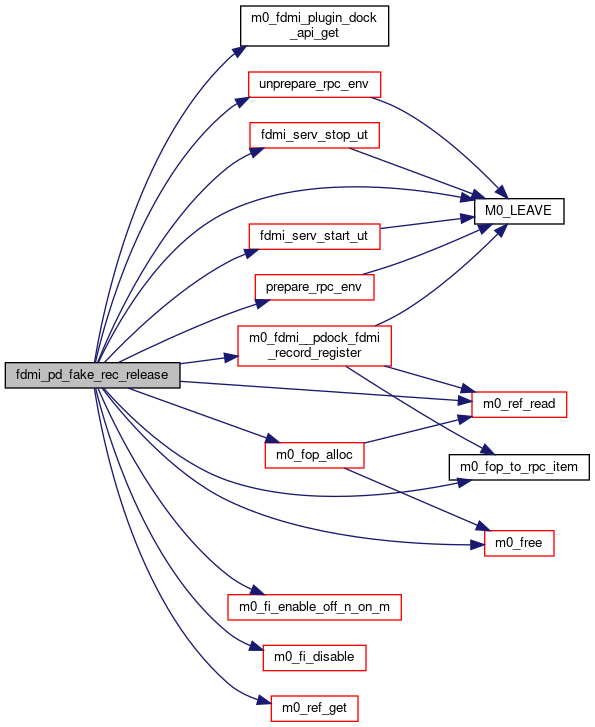 m0_fdmi_plugin_dock
_api_get
unprepare_rpc_env
fdmi_serv_stop_ut
M0_LEAVE
fdmi_serv_start_ut
prepare_rpc_env
m0_fdmi__pdock_fdmi
_record_register
fdmi_pd_fake_rec_release
m0_ref_read
m0_fop_alloc
m0_fop_to_rpc_item
m0_free
m0_fi_enable_off_n_on_m
m0_fi_disable
m0_ref_get